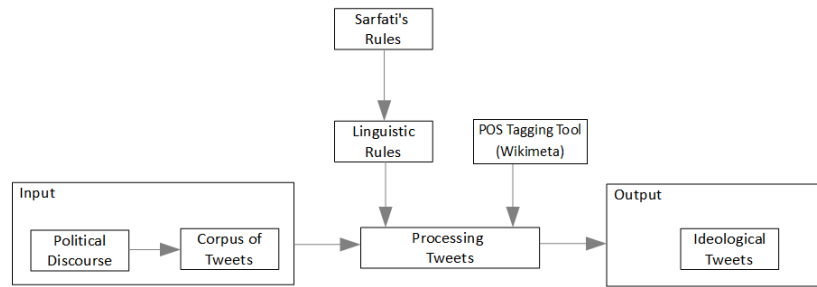 Sarfati's
Rules
Linguistic
Rules
POS Tagging Tool
(Wikimeta)
Input
Political
Discourse
Corpus of
Tweets
Processing
Tweets
Output
Ideological
Tweets